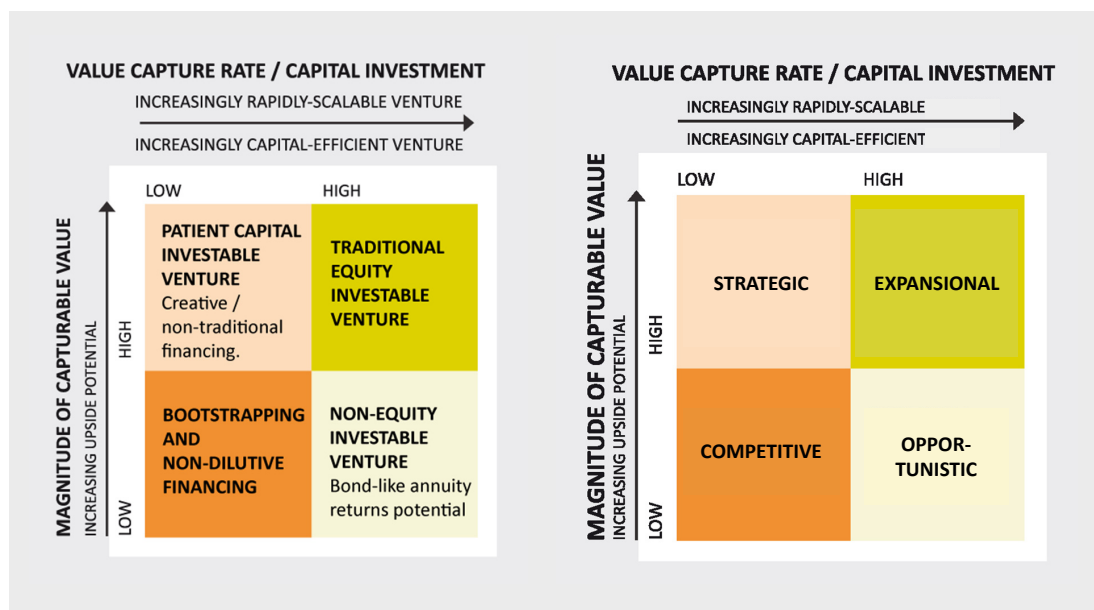 VALUE CAPTURE RATE / CAPITAL INVESTMENT
INCREASINGLY RAPIDLY-SCALABLE VENTURE
INCREASINGLY CAPITAL-EFFICIENT VENTURE
LOW
HIGH
MAGNITUDE OF CAPTURABLE VALUE
INCREASING UPSIDE POTENTIAL
HIGH
LOW
PATIENT CAPITAL
INVESTABLE
VENTURE
Creative /
non-traditional
financing.
TRADITIONAL
EQUITY
INVESTABLE
VENTURE
BOOTSTRAPPING
AND
NON-DILUTIVE
FINANCING
NON-EQUITY
INVESTABLE
VENTURE
Bond-like annuity
returns potential
VALUE CAPTURE RATE / CAPITAL INVESTMENT
INCREASINGLY RAPIDLY-SCALABLE
INCREASINGLY CAPITAL-EFFICIENT
LOW
HIGH
MAGNITUDE OF CAPTURABLE VALUE
INCREASING UPSIDE POTENTIAL
HIGH
LOW
STRATEGIC
EXPANSIONAL
COMPETITIVE
OPPOR-
TUNISTIC